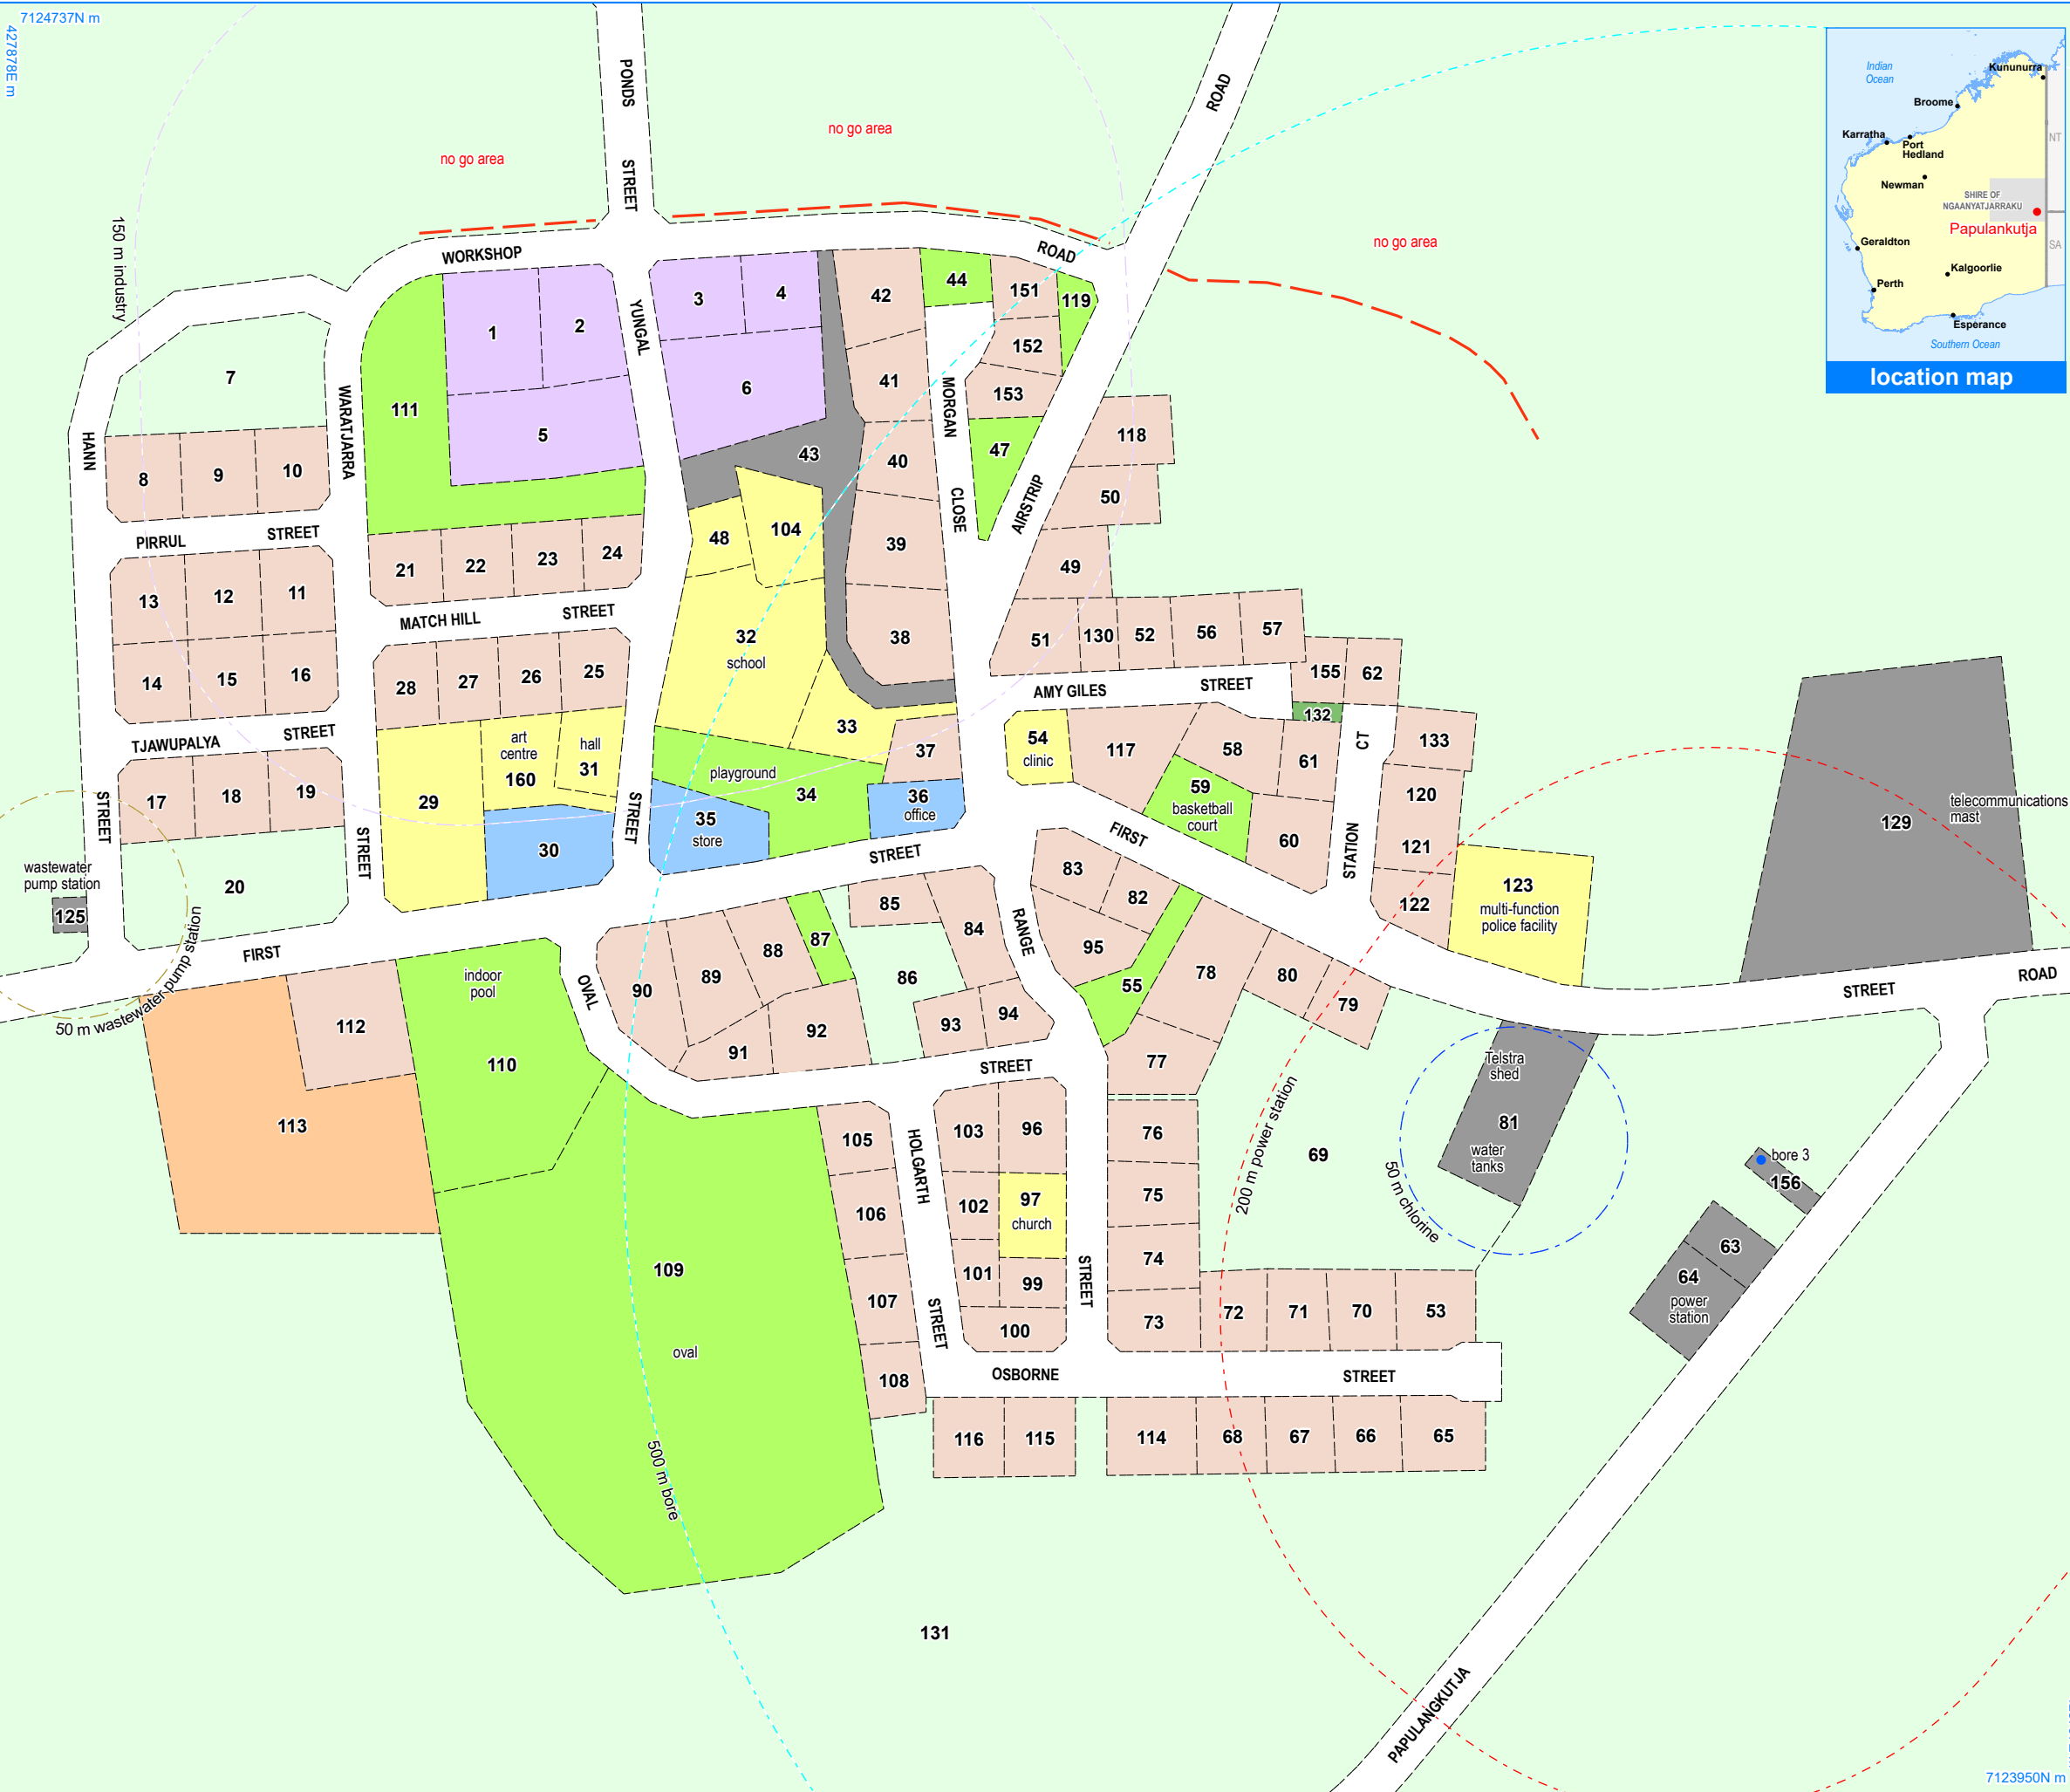 7124737N m
427878E m
Indian
Ocean
Kununurra
Broome
Karratha
Port
Hedland
Newman
NT
SHIRE OF
NGAANYATJARRAKU
Papulankutja
Geraldton
SA
Kalgoorlie
Perth
Esperance
Southern Ocean
location map
PONDS
STREET
ROAD
no go area
no go area
no go area
150 m industry
WORKSHOP
ROAD
HANN
STREET
WARATJARRA
STREET
YUNGAL
STREET
MORGAN
CLOSE
AIRSTRIP
1
2
3
4
5
6
7
8
9
10
111
42
41
40
39
38
43
44
151
152
153
119
47
118
50
49
PIRRUL
STREET
13
12
11
14
15
16
21
22
23
24
MATCH HILL
STREET
28
27
26
25
48
104
32
school
33
37
51
130
52
56
57
155
62
132
AMY GILES
STREET
TJAWUPALYA
STREET
17
18
19
20
29
art
centre
160
hall
31
30
playground
34
35
store
36
office
54
clinic
117
58
59
basketball
court
61
60
STATION
CT
133
120
121
122
123
multi-function
police facility
129
telecommunications
mast
wastewater
pump station
125
50 m wastewater pump station
FIRST
STREET
FIRST
STREET
ROAD
83
82
95
85
84
RANGE
STREET
86
87
88
89
90
91
92
93
94
55
78
77
80
79
indoor
pool
110
112
113
OVAL
STREET
109
oval
105
106
107
108
HOLGARTH
STREET
103
96
102
97
church
101
99
100
76
75
74
73
69
200 m power station
50 m chlorine
Telstra
shed
81
water
tanks
bore 3
156
63
64
power
station
72
71
70
53
OSBORNE
STREET
116
115
114
68
67
66
65
500 m bore
131
PAPULANGKUTJA
7123950N m